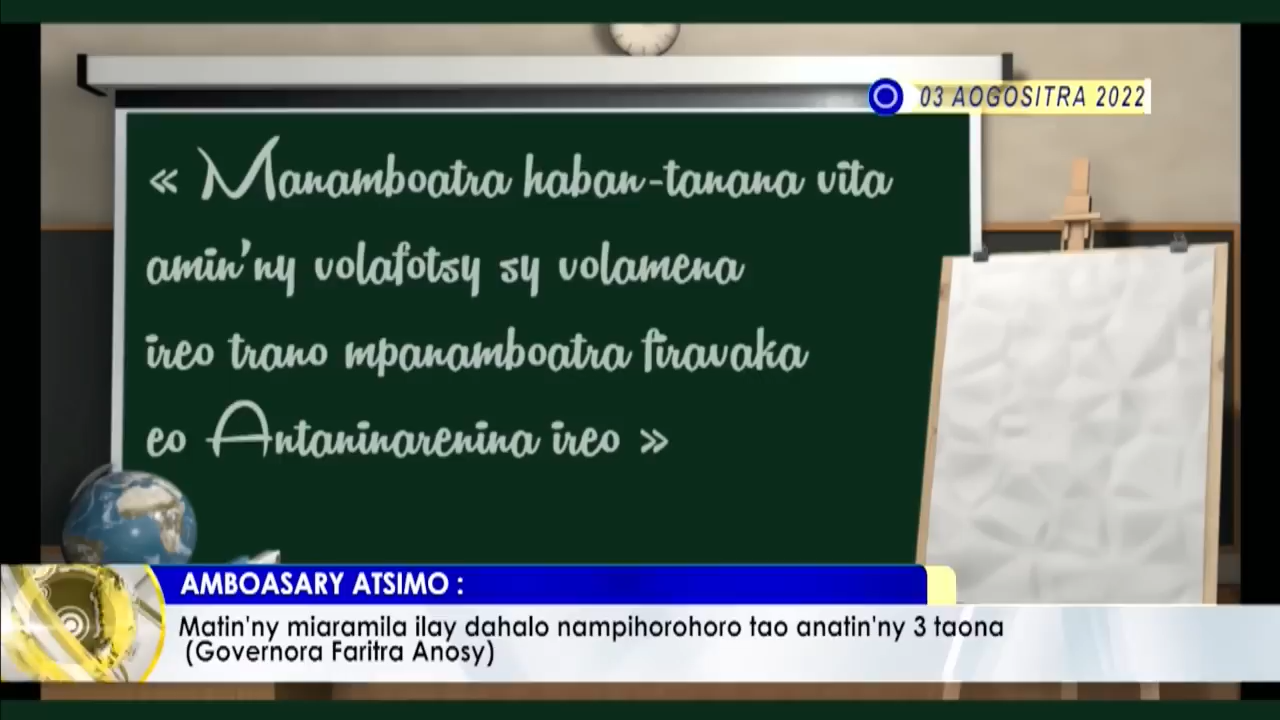 03 AOGOSITRA 2022
« Manamboatra haban-tanana vita
amin'ny volafotsy sy volamena
ireo trano mpanamboatra firavaka
eo Antaninarenina ireo »
AMBOASARY ATSIMO :
Matin'ny miaramila ilay dahalo nampihorohoro tao anatin'ny 3 taona
(Governora Faritra Anosy)